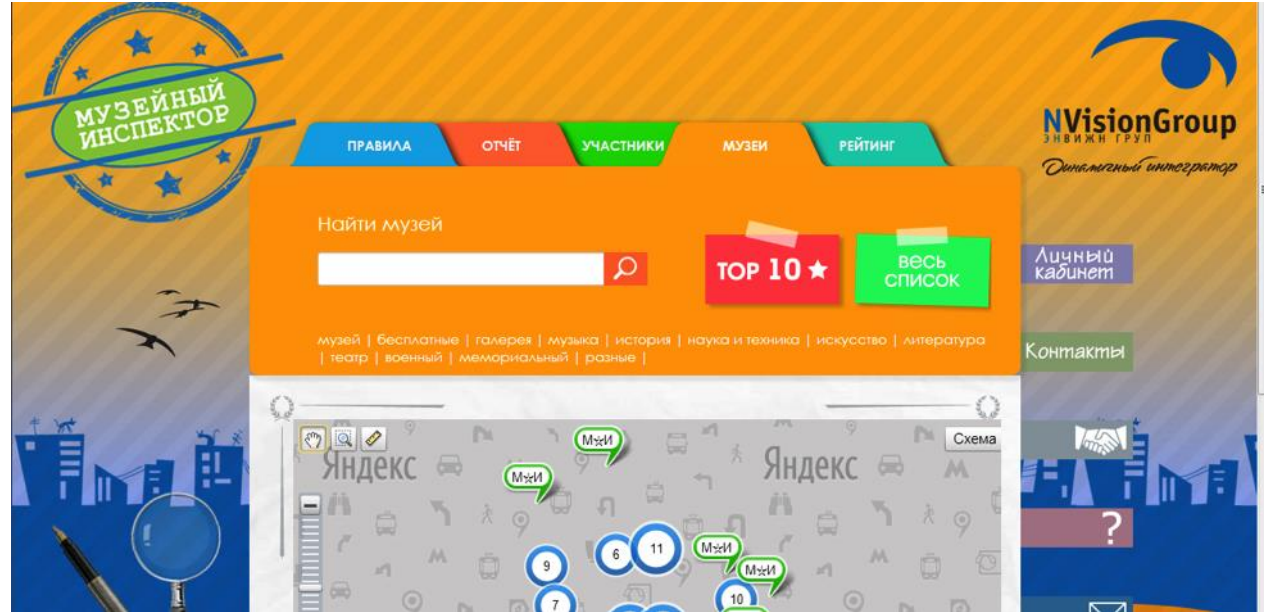 МУЗЕЙНЫЙ
ИНСПЕКТОР
NVisionGroup
ЭНВИЖН ГРУП
Динамичный интегратор
ПРАВИЛА
ОТЧЁТ
УЧАСТНИКИ
МУЗЕИ
РЕЙТИНГ
Найти музей
TOP 10
весь
список
Личный
кабинет
музей | бесплатные | галерея | музыка | история | наука и техника | искусство | литература
| театр | военный | мемориальный | разные |
Контакты
?
Схема
Яндекс
Яндекс
М☆И
М☆И
М☆И
М☆И
6
11
9
10
7